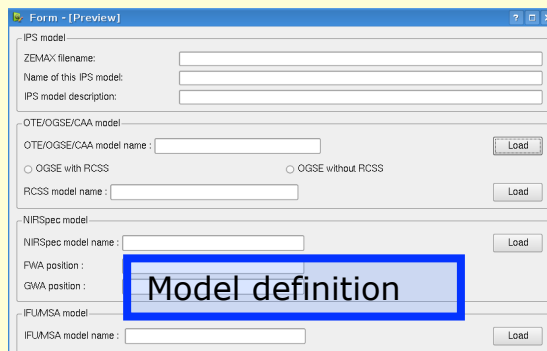 Form - [Preview]
IPS model
ZEMAX filename:
Name of this IPS model:
IPS model description:
OTE/OGSE/CAA model
OTE/OGSE/CAA model name :
Load
OGSE with RCSS
OGSE without RCSS
RCSS model name :
Load
NIRSpec model
NIRSpec model name :
Load
FWA position :
GWA position :
Model definition
IFU/MSA model
IFU/MSA model name :
Load